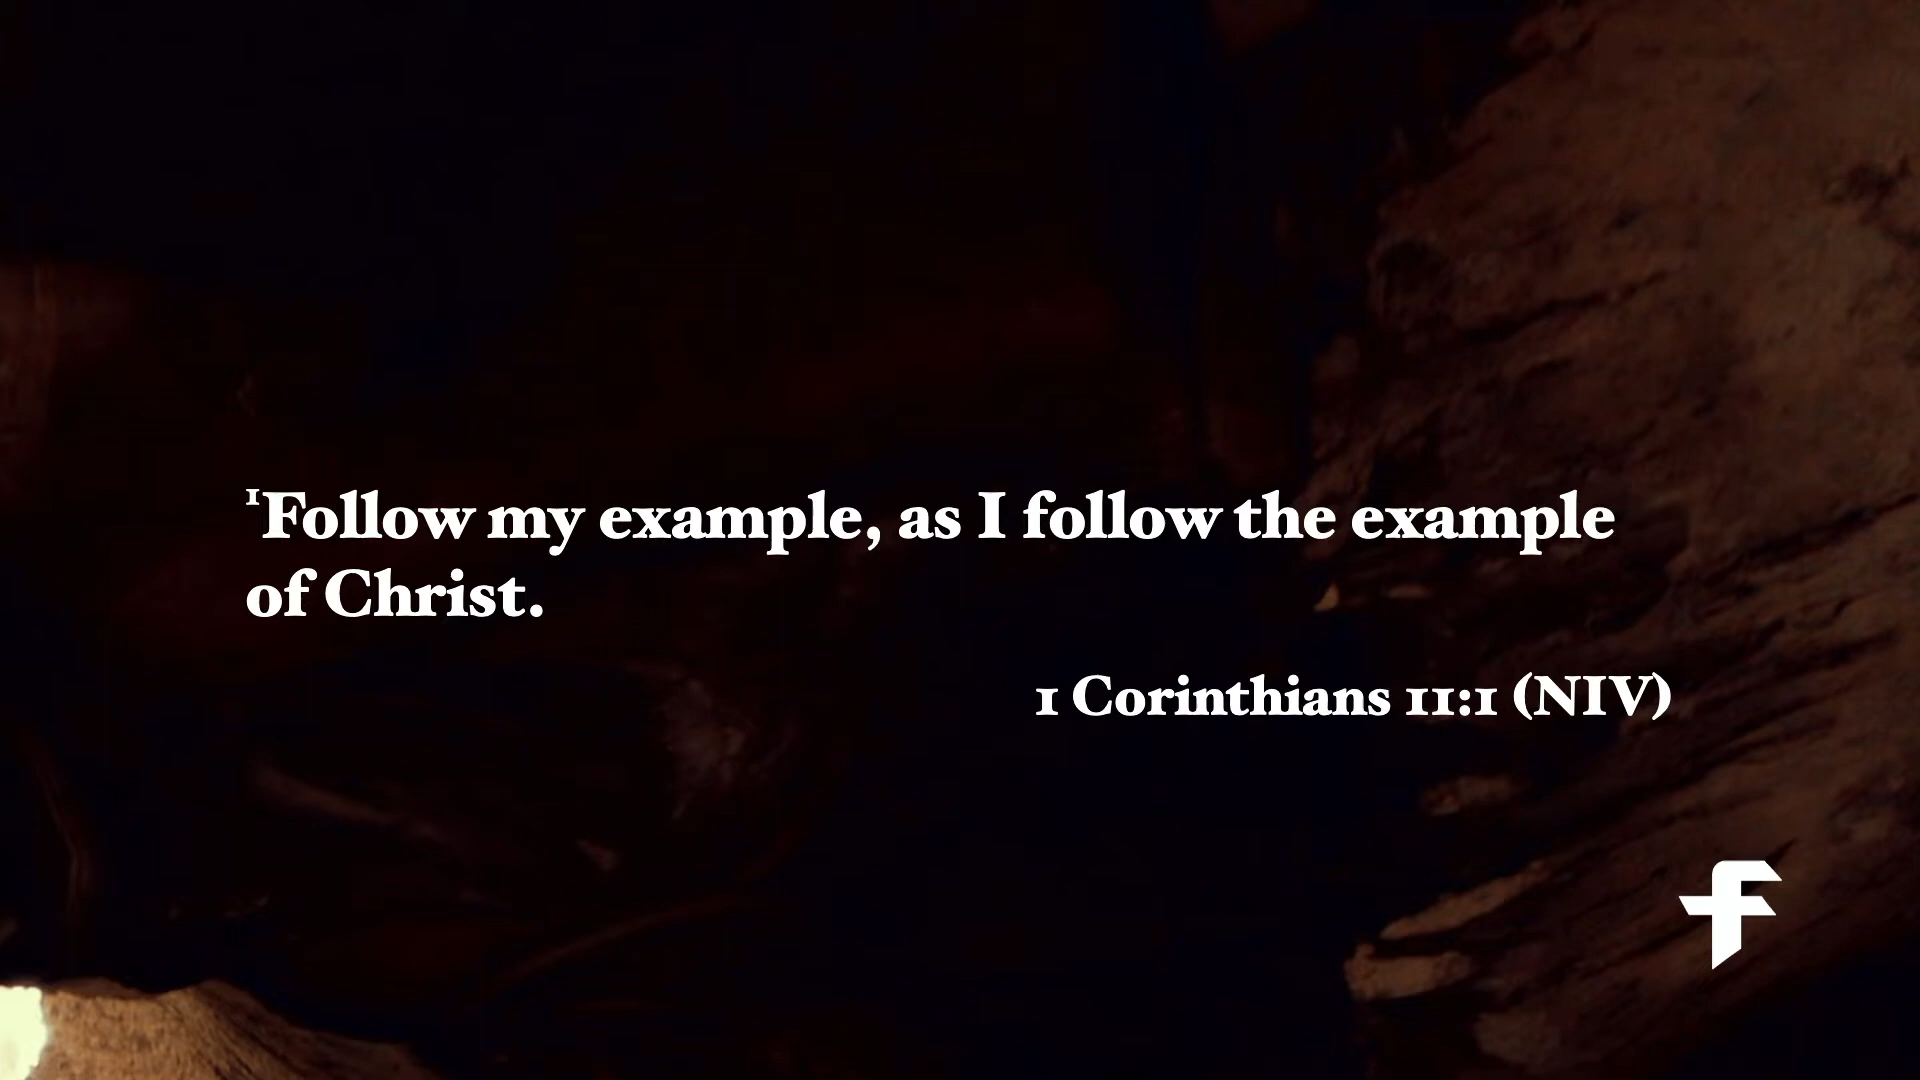 ¹Follow my example, as I follow the example
of Christ.
1 Corinthians 11:1 (NIV)